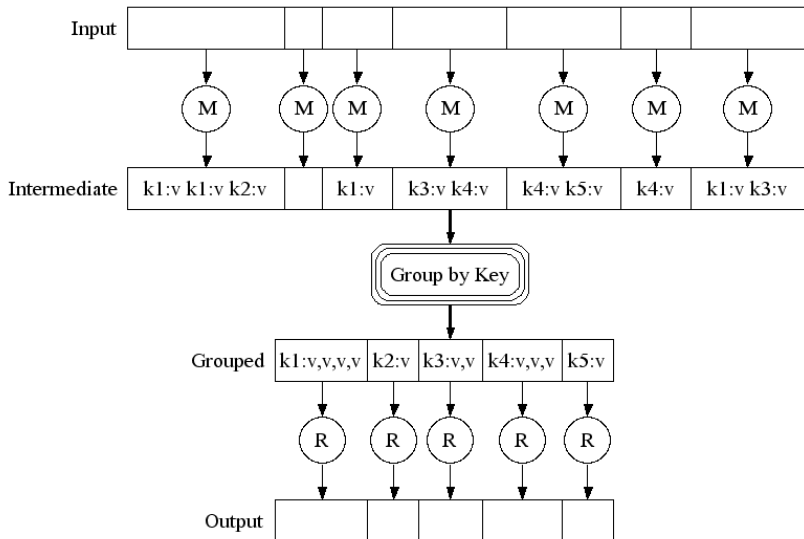 Input
M M M M M M M
Intermediate k1:v k1:v k2:v k1:v k3:v k4:v k4:v k5:v k4:v k1:v k3:v
Group by Key
Grouped k1:v,v,v,v k2:v k3:v,v k4:v,v,v k5:v
R R R R R
Output